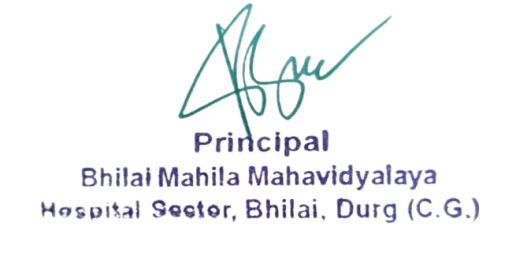 Principal
Bhilai Mahila Mahavidyalaya
Hospital Sector, Bhilai, Durg (C.G.)